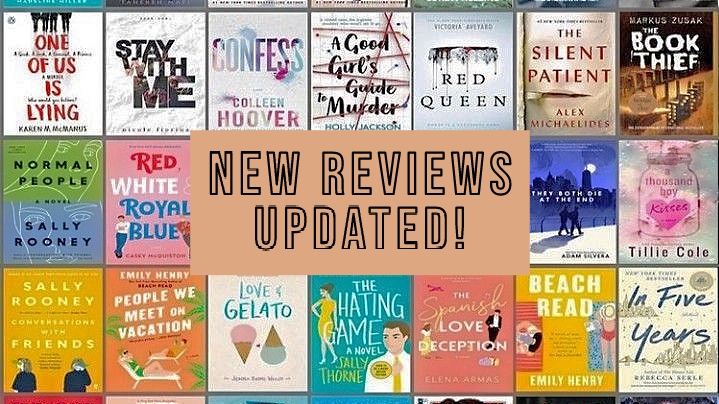 ONE
OF US
IS
LYING
KAREN M. McMANUS
STAY
WITH
ME
CONFESS
COLLEEN
HOOVER
A Good
Girl's
Guide
to
Murder
HOLLY JACKSON
VICTORIA AVEYARD
RED
QUEEN
THE
SILENT
PATIENT
ALEX
MICHAELIDES
MARKUS ZUSAK
THE
BOOK
THIEF
NORMAL
PEOPLE
A NOVEL
SALLY
ROONEY
RED,
WHITE &
ROYAL
BLUE
CASEY McQUISTON
NEW REVIEWS
UPDATED!
THEY BOTH DIE
AT THE END
ADAM SILVERA
a
thousand
boy
kisses
Tillie Cole
SALLY
ROONEY
CONVERSATIONS
WITH
FRIENDS
EMILY HENRY
PEOPLE WE
MEET ON
VACATION
LOVE &
GELATO
THE
HATING
GAME
A NOVEL
SALLY
THORNE
THE
Spanish
LOVE
DECEPTION
ELENA ARMAS
BEACH
READ
EMILY HENRY
In Five
Years
REBECCA SERLE